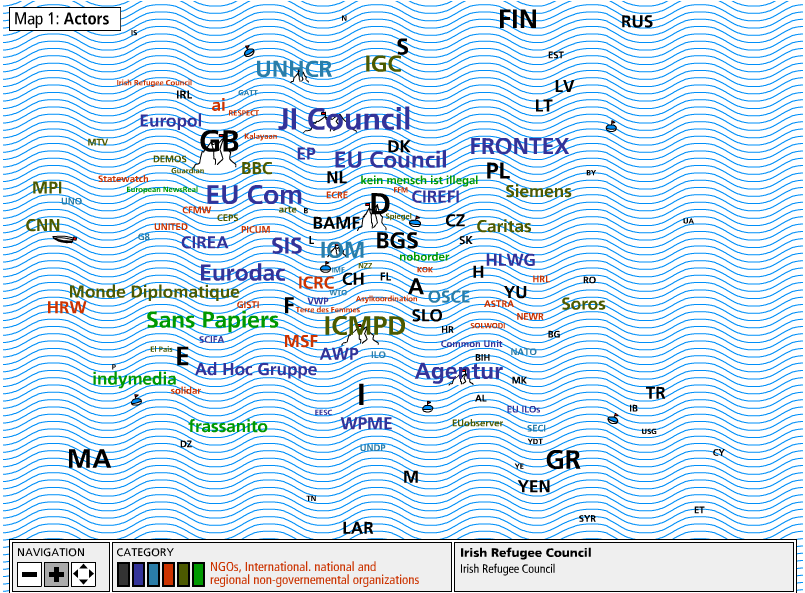 Map 1: Actors
N
FIN
RUS
IS
S
EST
UNHCR
IGC
Irish Refugee Council
GATT
LV
IRL
ai
RESPECT
LT
Europol
JI Council
Kalayaan
MTV
GB
DK
FRONTEX
DEMOS
EP
EU Council
Guardian
BBC
PL
BY
Statewatch
NL
kein mensch ist illegal
MPI
European NewsReal
EU Com
ECRE
FFM
CIREFI
Siemens
UNO
CFMW
arte
B
D
CEPS
Spiegel
CNN
UNITED
PICUM
BAMF
CZ
Caritas
UA
G8
CIREA
SIS
L
IOM
BGS
SK
noborder
HLWG
Eurodac
IMF
NZZ
KOK
H
ICRC
CH
FL
HRI
RO
Monde Diplomatique
WTO
A
YU
HRW
GISTI
F
VWP
Asylkoordination
OSCE
ASTRA
Soros
Terre des Femmes
SLO
NEWR
Sans Papiers
ICMPD
HR
SOLWODI
BG
SCIFA
MSF
Common Unit
El País
E
AWP
ILO
BIH
NATO
P
Ad Hoc Gruppe
Agentur
indymedia
MK
solidar
I
AL
TR
EESC
EU ILOs
IB
frassanito
WPME
EUobserver
SECI
USG
DZ
UNDP
YDT
MA
GR
CY
YE
M
YEN
TN
ET
LAR
SYR
NAVIGATION
CATEGORY
NGOs, International. national and
regional non-governemental organizations
Irish Refugee Council
Irish Refugee Council